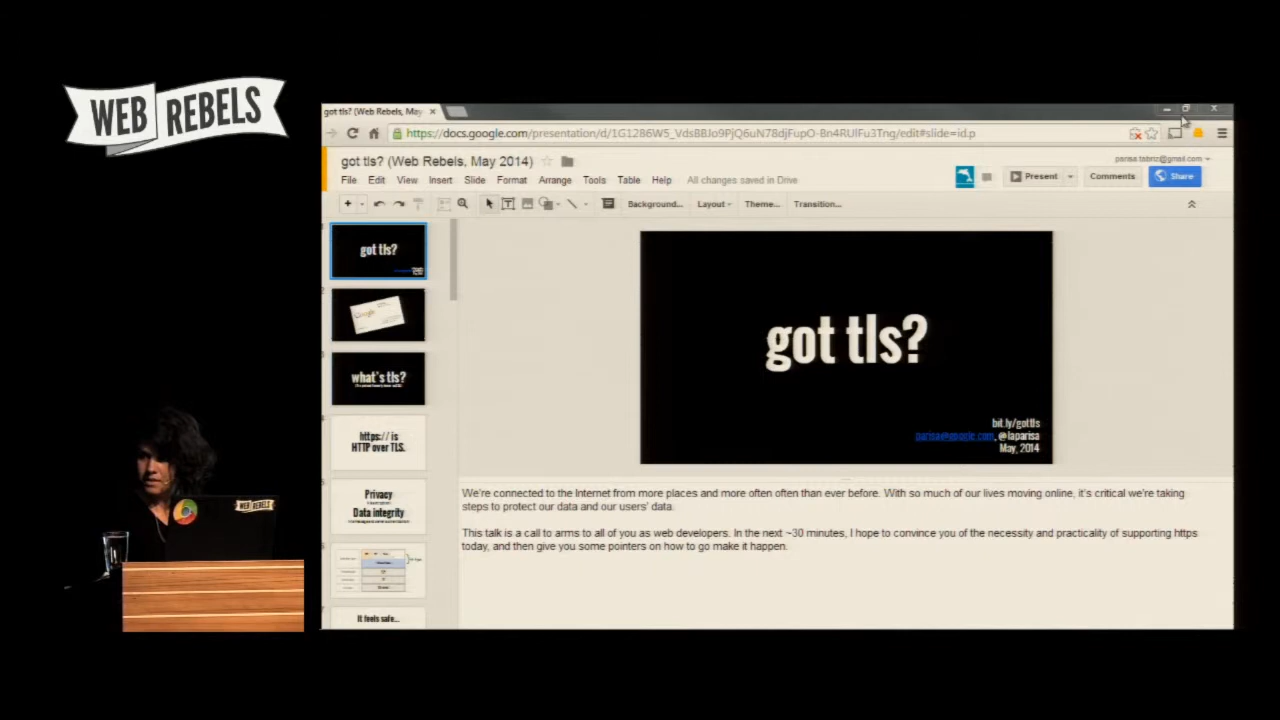 WEB REBELS
got tls? (Web Rebels, May
https://docs.google.com/presentation/d/1G1286W5_VdsBBJo9PjQ6uN78djFupO-Bn4RUlFu3Tng/edit#slide=id.p
got tls? (Web Rebels, May 2014)
parisa.tabriz@gmail.com
File Edit View Insert Slide Format Arrange Tools Table Help All changes saved in Drive
Present Comments Share
Background... Layout Theme... Transition...
got tls?
Google
what's tls?
https:// is
HTTP over TLS.
Privacy
Data integrity
It feels safe...
got tls?
bit.ly/gottls
parisa@google.com, @laparisa
May, 2014
We're connected to the Internet from more places and more often often than ever before. With so much of our lives moving online, it's critical we're taking
steps to protect our data and our users' data.
This talk is a call to arms to all of you as web developers. In the next ~30 minutes, I hope to convince you of the necessity and practicality of supporting https
today, and then give you some pointers on how to go make it happen.
WEB REBELS